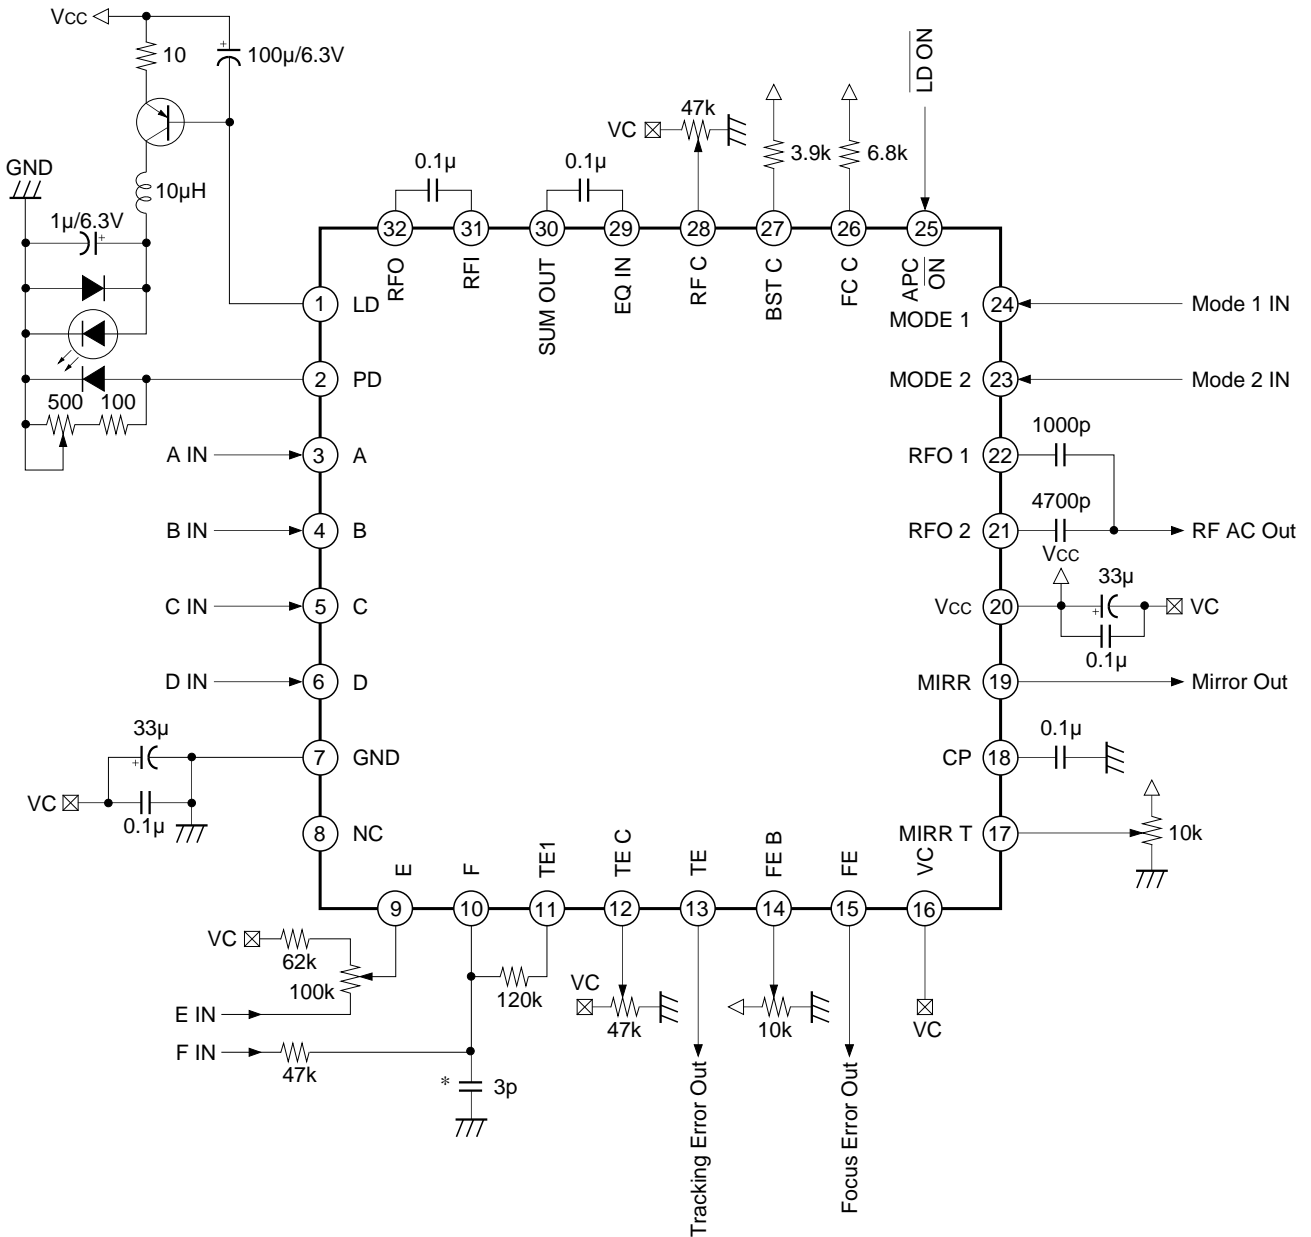 Vcc
10
100µ/6.3V
GND
10µH
1µ/6.3V
500
100
LD ON
47k
VC
3.9k
6.8k
0.1µ
0.1µ
32
31
30
29
28
27
26
25
RFO
RFI
SUM OUT
EQ IN
RF C
BST C
FC C
APC
ON
1
LD
2
PD
A IN
3
A
B IN
4
B
C IN
5
C
D IN
6
D
33µ
7
GND
VC
0.1µ
8
NC
MODE 1
24
Mode 1 IN
MODE 2
23
Mode 2 IN
1000p
RFO 1
22
4700p
RFO 2
21
RF AC Out
Vcc
33µ
Vcc
20
+
VC
0.1µ
MIRR
19
Mirror Out
0.1µ
CP
18
MIRR T
17
10k
E
F
TE1
TE C
TE
FE B
FE
VC
9
10
11
12
13
14
15
16
VC
62k
100k
E IN
F IN
47k
120k
* 3p
VC
47k
10k
VC
Tracking Error Out
Focus Error Out